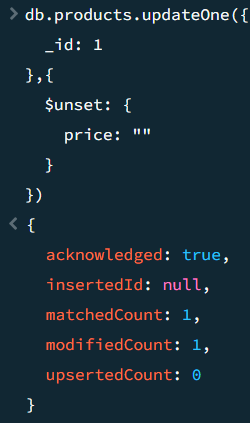 > db.products.updateOne({
    _id: 1
  },{
    $unset: {
      price: ""
    }
  })
< {
    acknowledged: true,
    insertedId: null,
    matchedCount: 1,
    modifiedCount: 1,
    upsertedCount: 0
  }